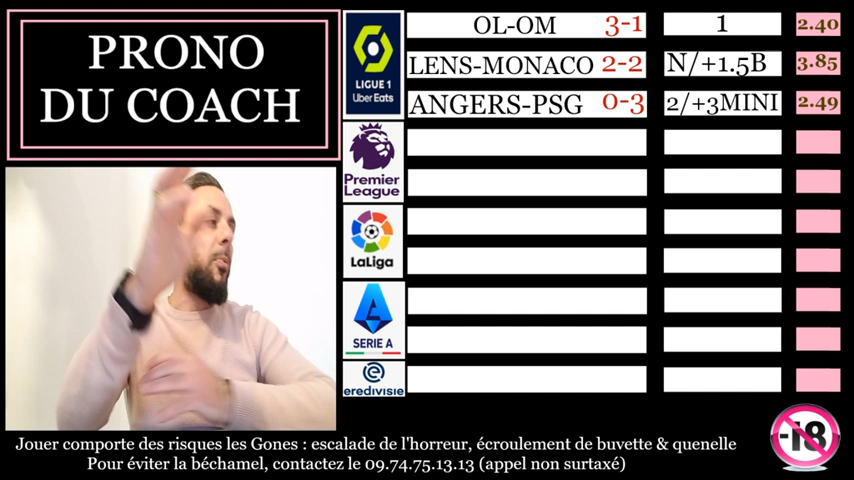 PRONO
DU COACH
LIGUE 1
Uber Eats
OL-OM 3-1 1 2.40
LENS-MONACO 2-2 N/+1.5B 3.85
ANGERS-PSG 0-3 2/+3MINI 2.49
Premier
League
LaLiga
SERIE A
eREDIVISIE
Jouer comporte des risques les Gones : escalade de l'horreur, écroulement de buvette & quenelle
Pour éviter la béchamel, contactez le 09.74.75.13.13 (appel non surtaxé)
-18